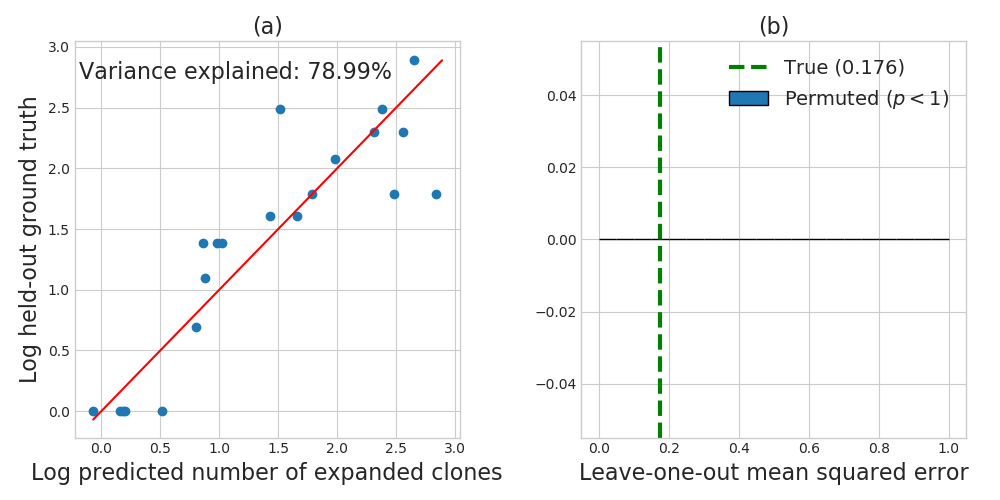 (a)
Variance explained: 78.99%
3.0
2.5
2.0
1.5
1.0
0.5
0.0
Log held-out ground truth
0.0 0.5 1.0 1.5 2.0 2.5 3.0
Log predicted number of expanded clones
(b)
True (0.176)
Permuted (p < 1)
0.04
0.02
0.00
−0.02
−0.04
0.0 0.2 0.4 0.6 0.8 1.0
Leave-one-out mean squared error